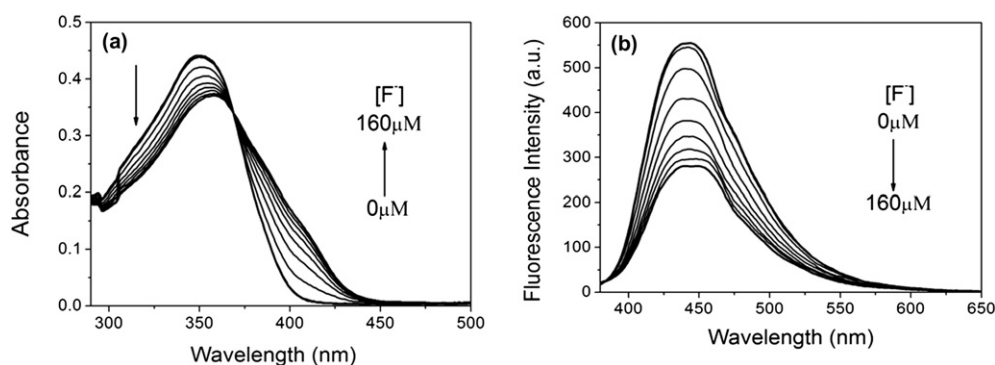 (a)
Absorbance
0.5
0.4
0.3
0.2
0.1
0.0
[F-]
160μM
0μM
300 350 400 450 500
Wavelength (nm)
(b)
Fluorescence Intensity (a.u.)
600
500
400
300
200
100
0
[F-]
0μM
160μM
400 450 500 550 600 650
Wavelength (nm)